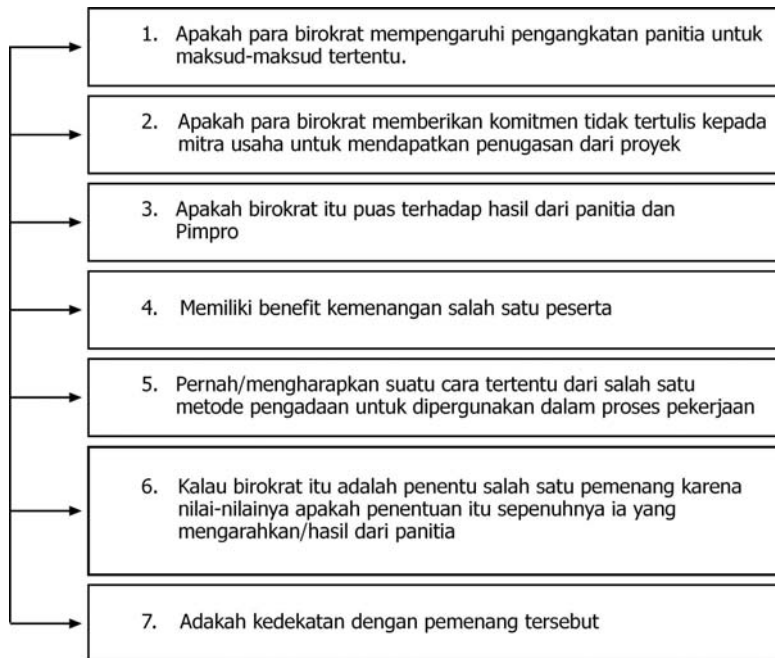 1. Apakah para birokrat mempengaruhi pengangkatan panitia untuk
maksud-maksud tertentu.
2. Apakah para birokrat memberikan komitmen tidak tertulis kepada
mitra usaha untuk mendapatkan penugasan dari proyek
3. Apakah birokrat itu puas terhadap hasil dari panitia dan
Pimpro
4. Memiliki benefit kemenangan salah satu peserta
5. Pernah/mengharapkan suatu cara tertentu dari salah satu
metode pengadaan untuk dipergunakan dalam proses pekerjaan
6. Kalau birokrat itu adalah penentu salah satu pemenang karena
nilai-nilainya apakah penentuan itu sepenuhnya ia yang
mengarahkan/hasil dari panitia
7. Adakah kedekatan dengan pemenang tersebut